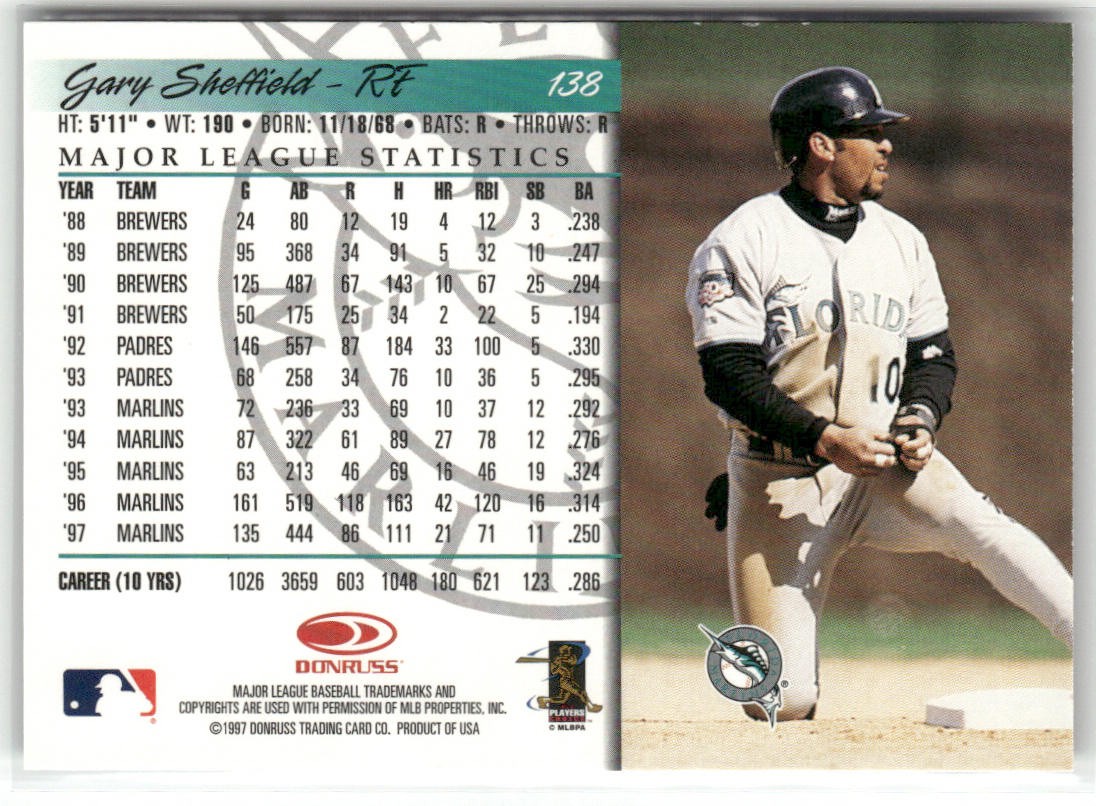 Gary Sheffield - RF 138
HT: 5'11" • WT: 190 • BORN: 11/18/68 • BATS: R • THROWS: R
MAJOR LEAGUE STATISTICS
YEAR TEAM G AB R H HR RBI SB BA
'88 BREWERS 24 80 12 19 4 12 3 .238
'89 BREWERS 95 368 34 91 5 32 10 .247
'90 BREWERS 125 487 67 143 10 67 25 .294
'91 BREWERS 50 175 25 34 2 22 5 .194
'92 PADRES 146 557 87 184 33 100 5 .330
'93 PADRES 68 258 34 76 10 36 5 .295
'93 MARLINS 72 236 33 69 10 37 12 .292
'94 MARLINS 87 322 61 89 27 78 12 .276
'95 MARLINS 63 213 46 69 16 46 19 .324
'96 MARLINS 161 519 118 163 42 120 16 .314
'97 MARLINS 135 444 86 111 21 71 11 .250
CAREER (10 YRS) 1026 3659 603 1048 180 621 123 .286
DONRUSS
MAJOR LEAGUE BASEBALL TRADEMARKS AND
COPYRIGHTS ARE USED WITH PERMISSION OF MLB PROPERTIES, INC.
©1997 DONRUSS TRADING CARD CO. PRODUCT OF USA
PLAYERS
CHOICE
© MLBPA
FLORID
10
®